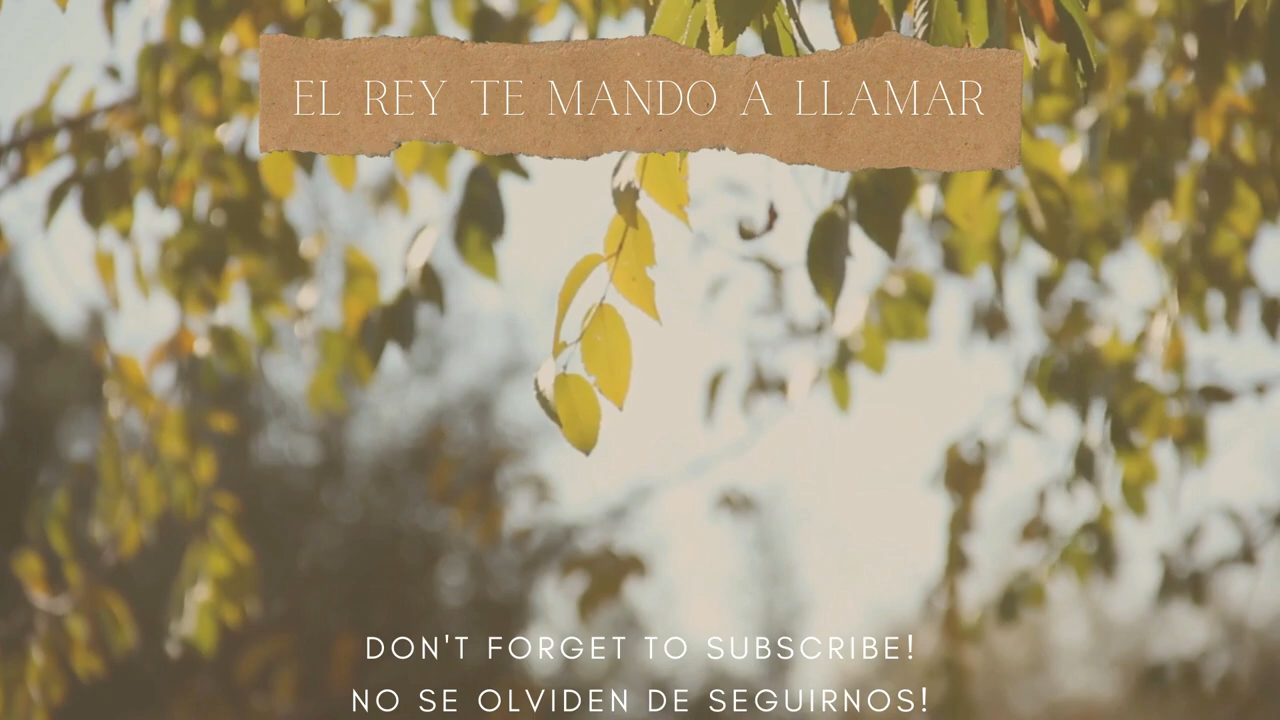 EL REY TE MANDO A LLAMAR
DON'T FORGET TO SUBSCRIBE!
NO SE OLVIDEN DE SEGUIRNOS!